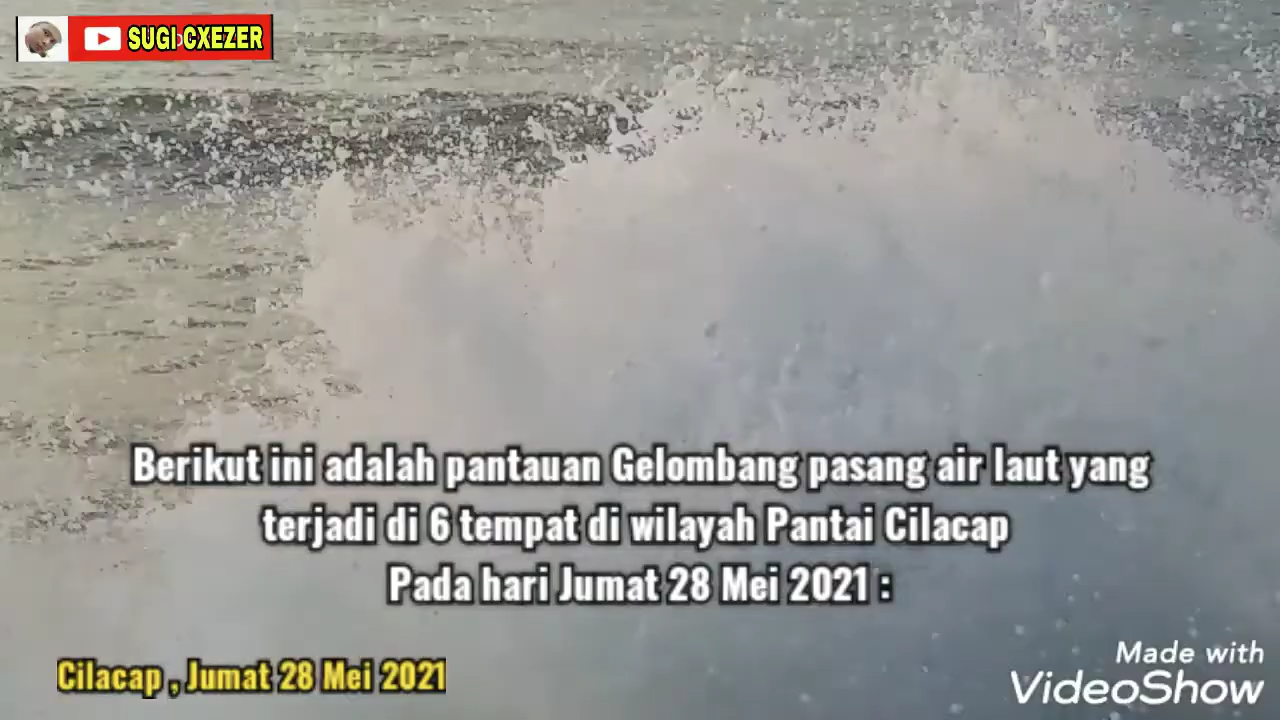 SUGI CXEZER
Berikut ini adalah pantauan Gelombang pasang air laut yang
terjadi di 6 tempat di wilayah Pantai Cilacap
Pada hari Jumat 28 Mei 2021 :
Cilacap , Jumat 28 Mei 2021
Made with
VideoShow